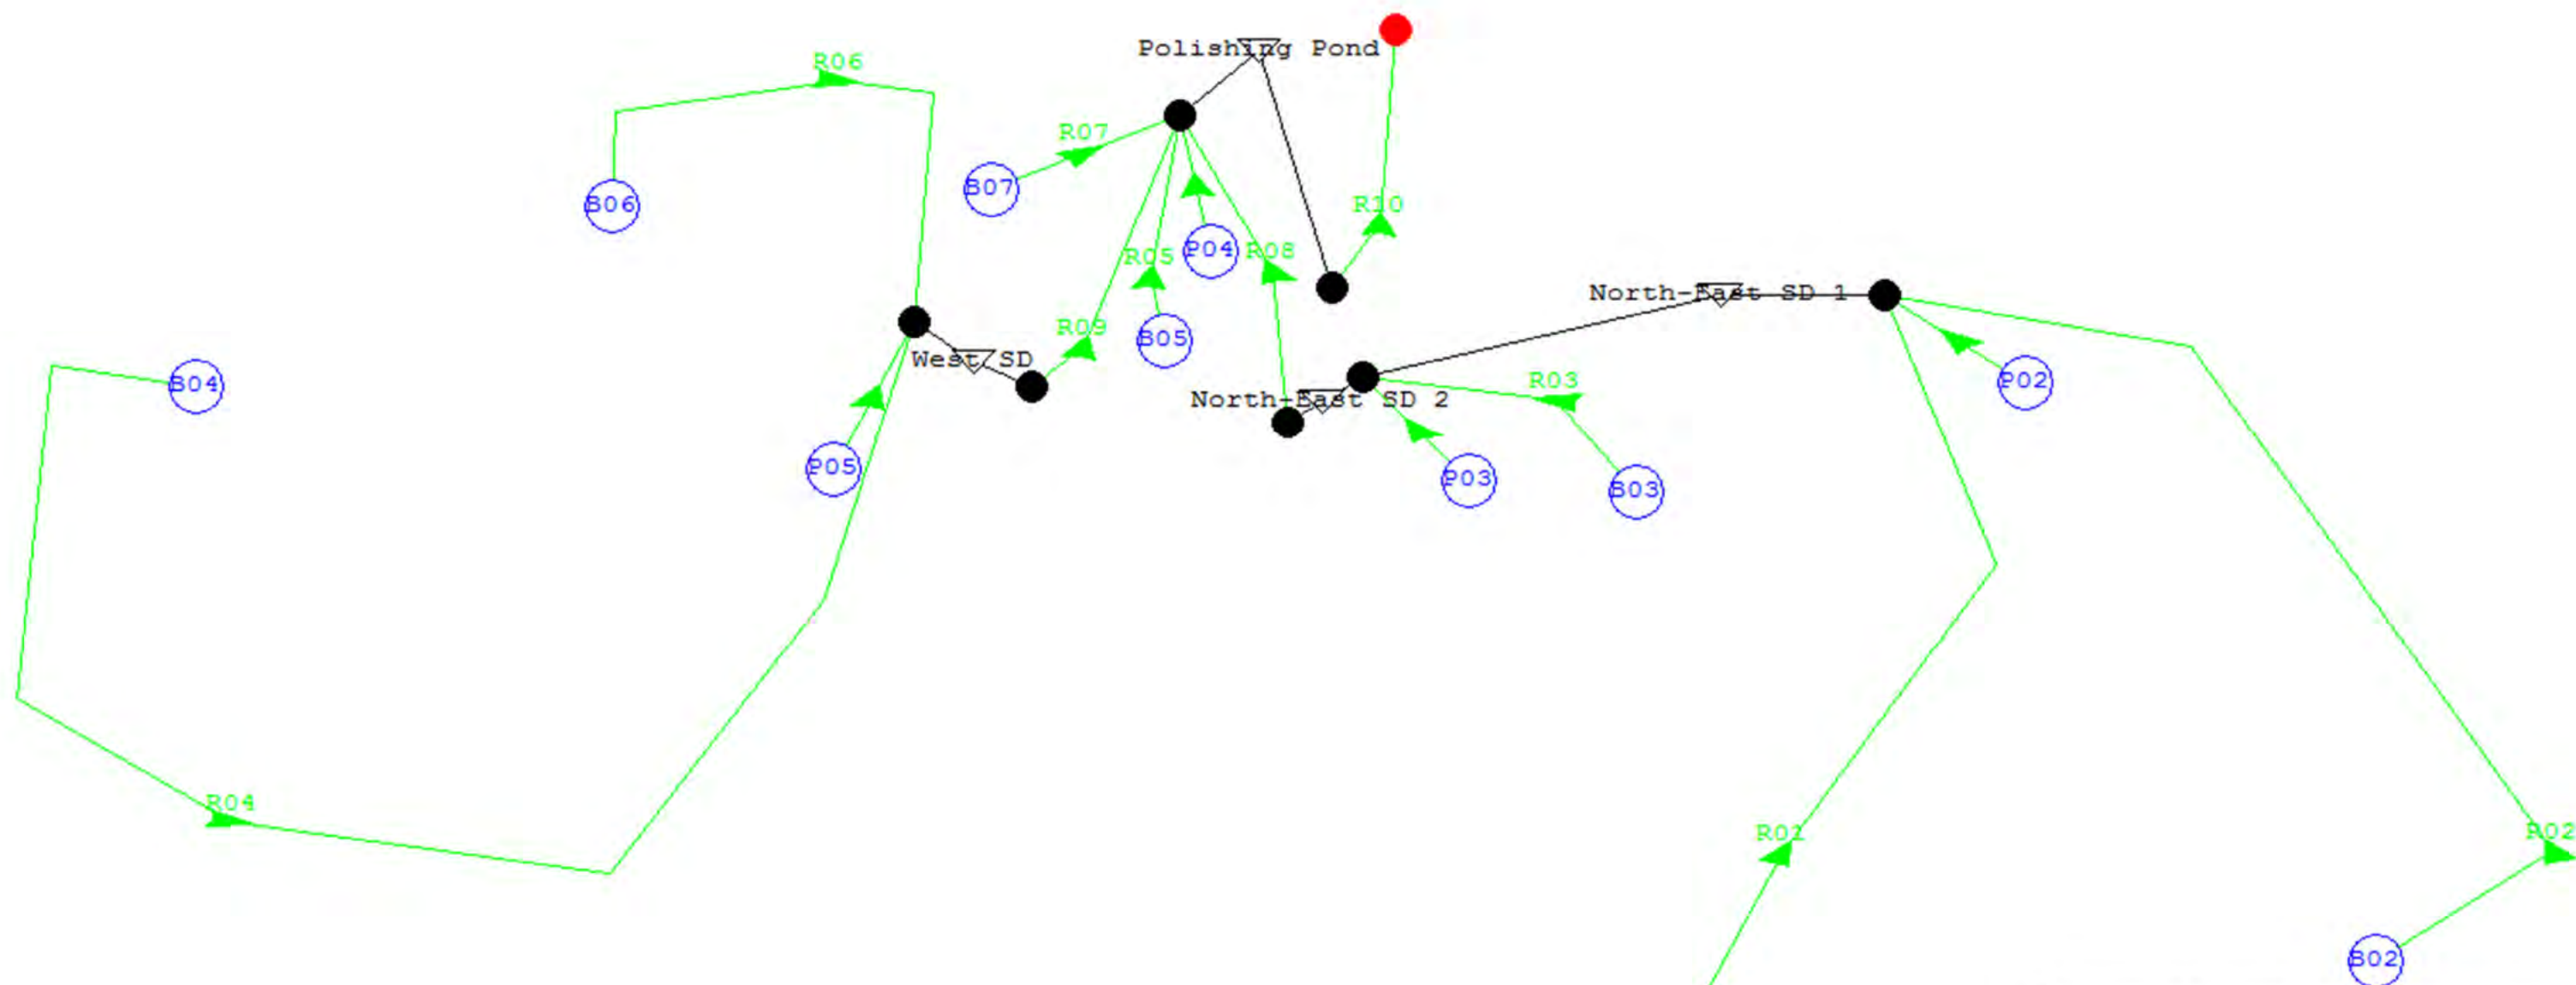 Polishing Pond
R06
R07
B07
B06
R10
R05
P04
R08
North-East SD 1
R09
B05
West SD
B04
R03
P02
North-East SD 2
P05
P03
B03
R04
R01
R02
B02